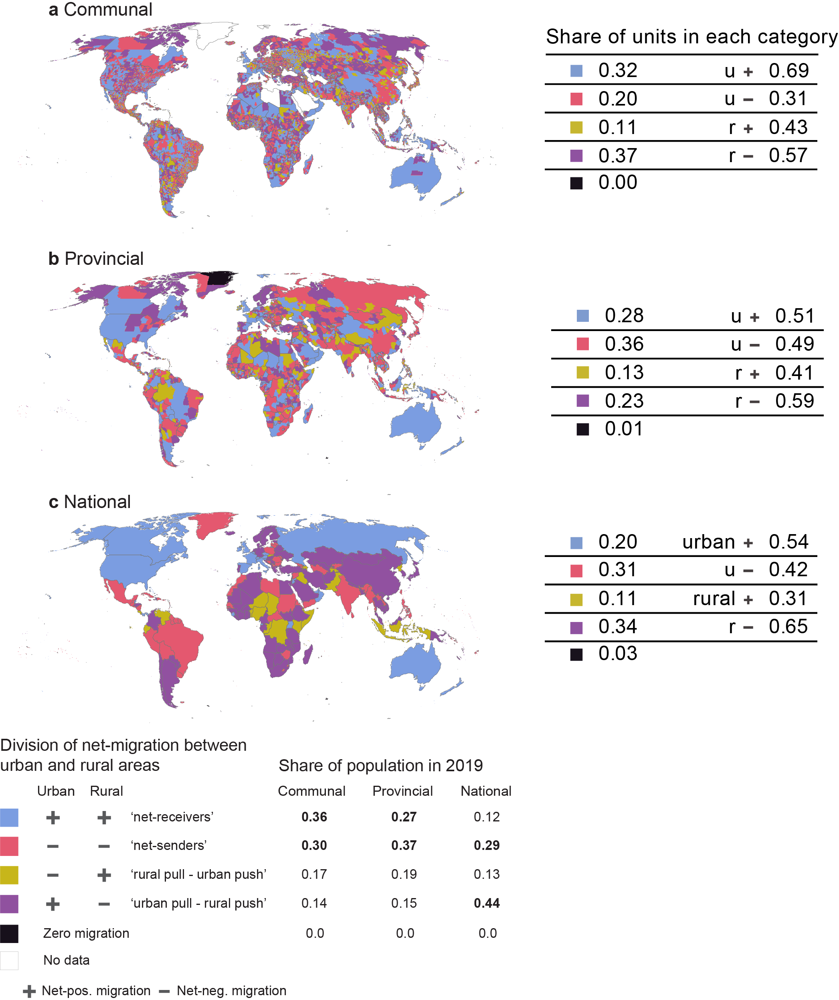 a Communal
Share of units in each category
0.32 u + 0.69
0.20 u − 0.31
0.11 r + 0.43
0.37 r − 0.57
0.00
b Provincial
0.28 u + 0.51
0.36 u − 0.49
0.13 r + 0.41
0.23 r − 0.59
0.01
c National
0.20 urban + 0.54
0.31 u − 0.42
0.11 rural + 0.31
0.34 r − 0.65
0.03
Division of net-migration between
urban and rural areas
Share of population in 2019
Urban Rural Communal Provincial National
+ + ‘net-receivers’ 0.36 0.27 0.12
− − ‘net-senders’ 0.30 0.37 0.29
− + ‘rural pull - urban push’ 0.17 0.19 0.13
+ − ‘urban pull - rural push’ 0.14 0.15 0.44
Zero migration 0.0 0.0 0.0
No data
+ Net-pos. migration − Net-neg. migration